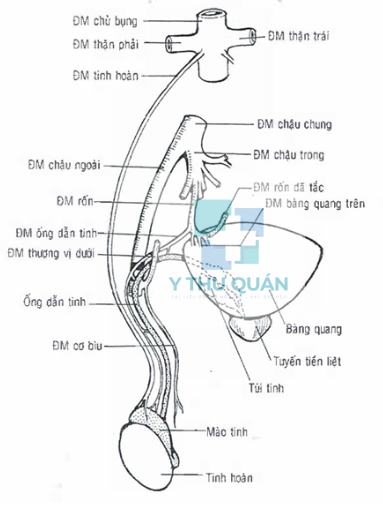 ĐM chủ bụng
ĐM thận phải
ĐM thận trái
ĐM tinh hoàn
ĐM chậu chung
ĐM chậu ngoài
ĐM chậu trong
ĐM rốn
ĐM rốn đã tắc
ĐM bàng quang trên
ĐM ống dẫn tinh
ĐM thượng vị dưới
Y THƯ QUÁN
Ống dẫn tinh
Bàng quang
ĐM cơ bìu
Tuyến tiền liệt
Túi tinh
Mào tinh
Tinh hoàn